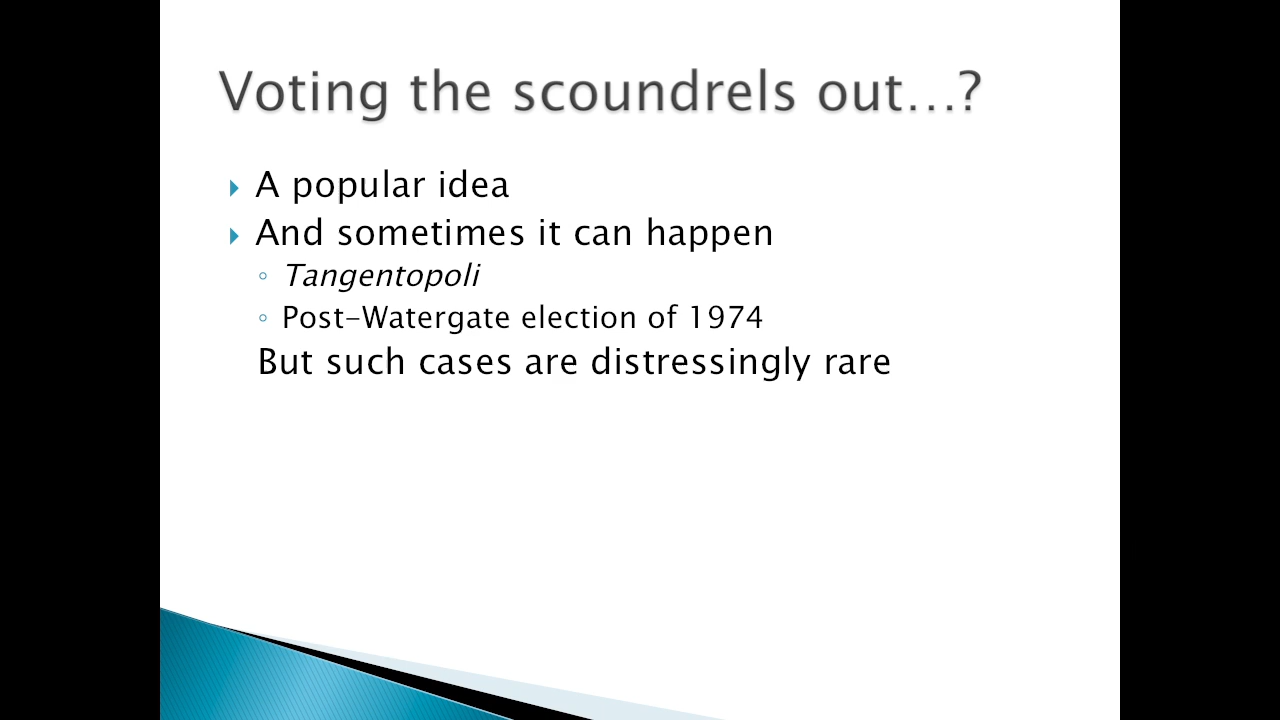 Voting the scoundrels out…?
A popular idea
And sometimes it can happen
Tangentopoli
Post-Watergate election of 1974
But such cases are distressingly rare